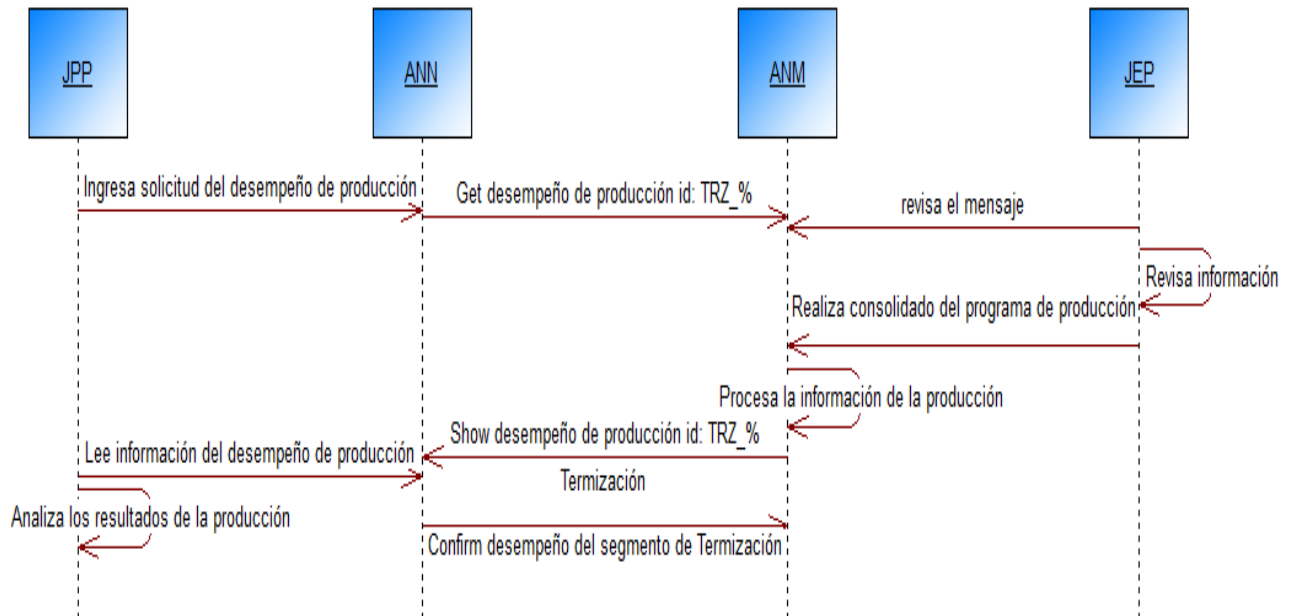 JPP
ANN
ANM
JEP
Ingresa solicitud del desempeño de producción
Get desempeño de producción id: TRZ_%
revisa el mensaje
Revisa información
Realiza consolidado del programa de producción
Procesa la información de la producción
Show desempeño de producción id: TRZ_%
Termización
Lee información del desempeño de producción
Analiza los resultados de la producción
Confirm desempeño del segmento de Termización